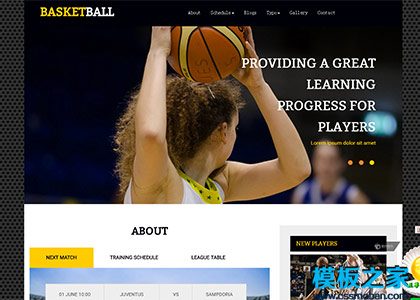 BASKETBALL
About Schedule Blogs Typo Gallery Contact
PROVIDING A GREAT
LEARNING
PROGRESS FOR
PLAYERS
Lorem ipsum dolor sit amet
ABOUT
NEXT MATCH TRAINING SCHEDULE LEAGUE TABLE
NEW PLAYERS
01 JUNE 10:00 JUVENTUS VS SAMPDORIA
模板之家
www.cssmoban.com